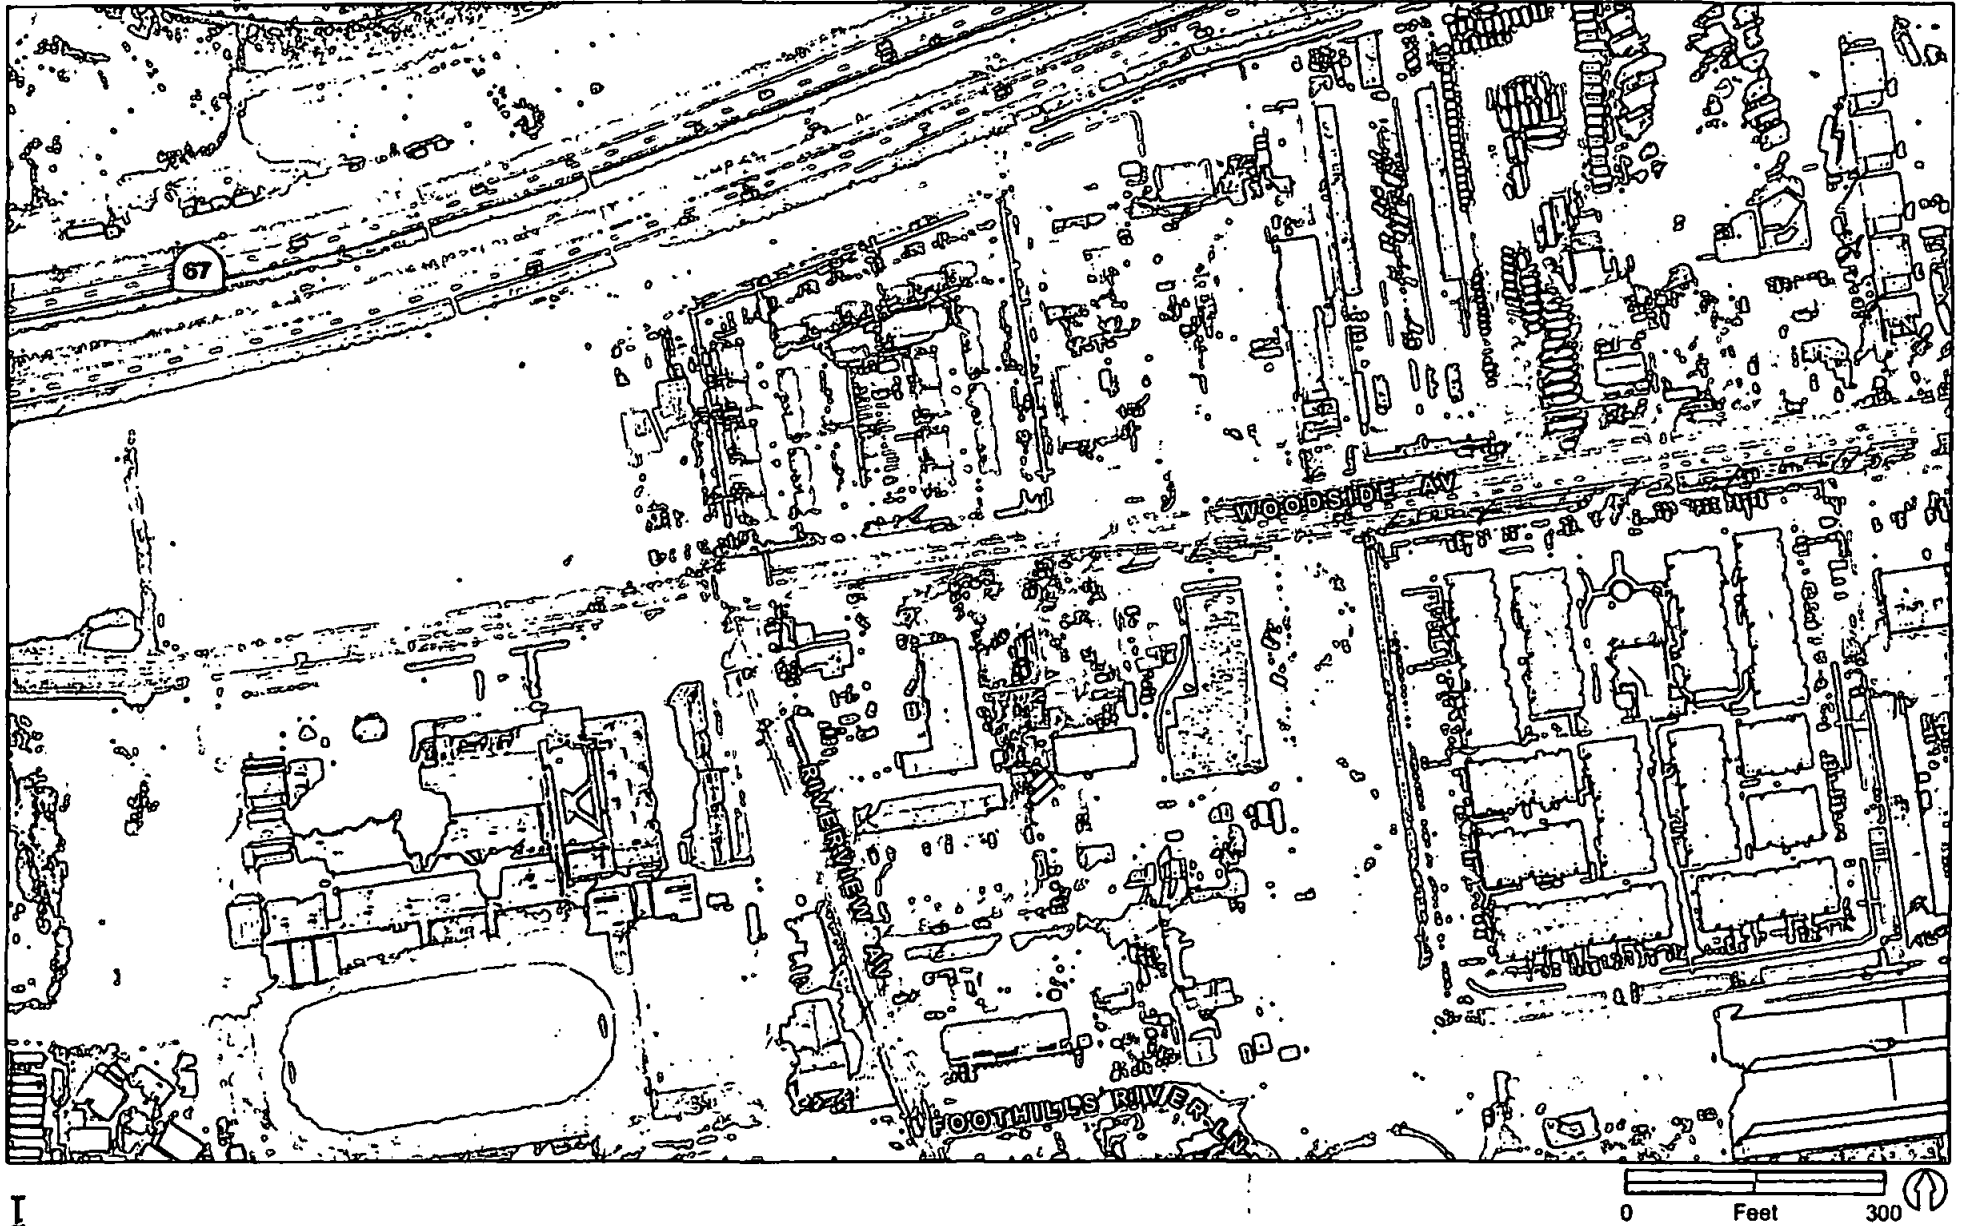 67
WOODSIDE AV
RIVERVIEW AV
FOOTHILLS RIVER LN
0 Feet 300